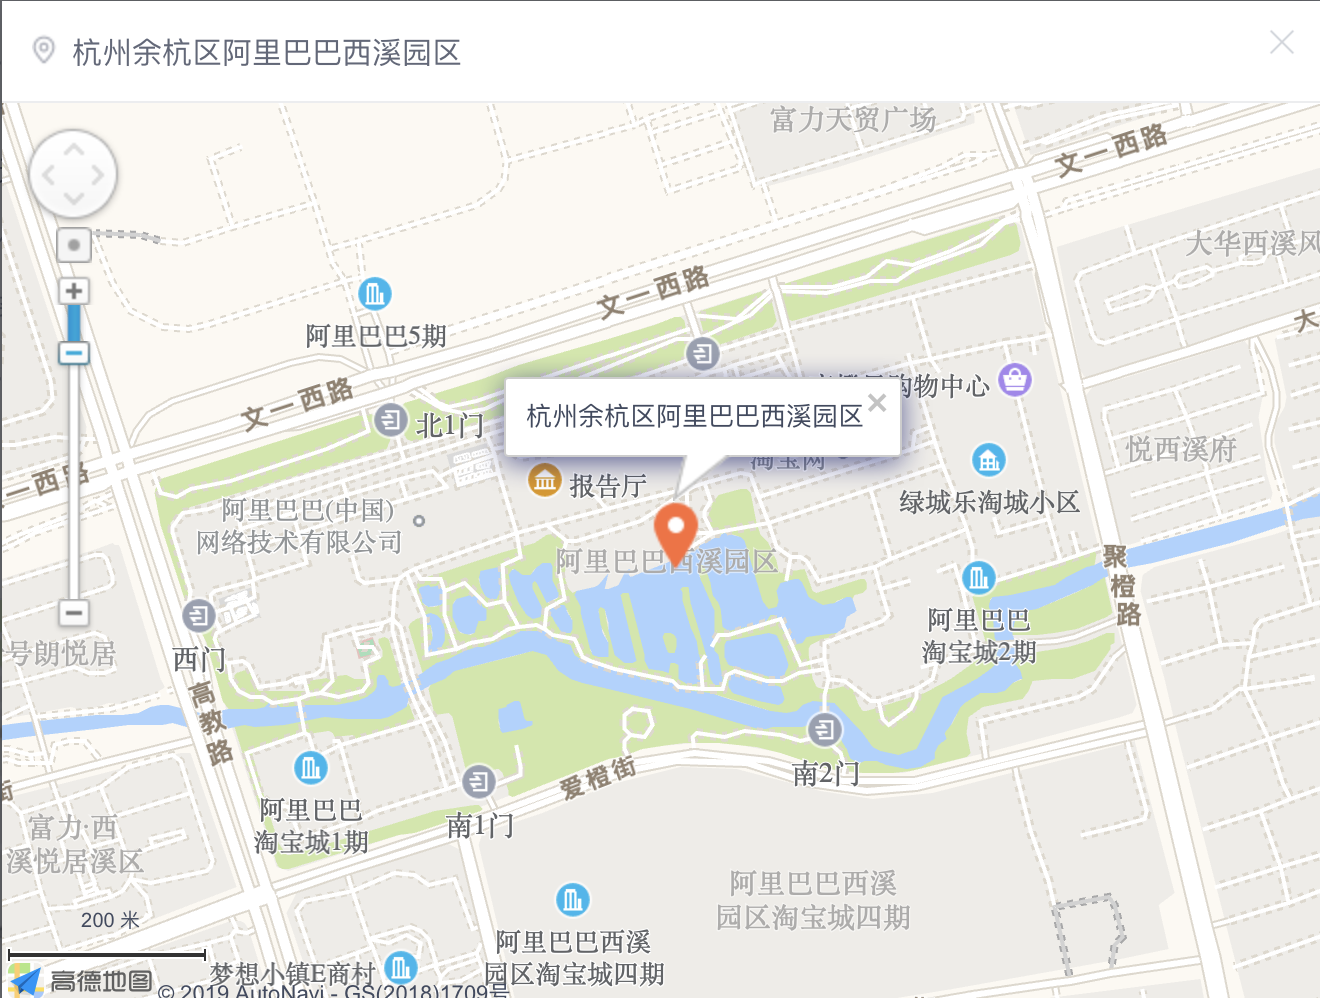 杭州余杭区阿里巴巴西溪园区
富力天贸广场
文一西路
大华西溪风
文一西路
阿里巴巴5期
大
文一西路
购物中心
北1门
杭州余杭区阿里巴巴西溪园区
悦西溪府
淘宝网
一西路
报告厅
绿城乐淘城小区
阿里巴巴(中国)
网络技术有限公司
阿里巴巴西溪园区
聚橙路
阿里巴巴
淘宝城2期
号朗悦居
西门
高教路
南2门
爱橙街
街
阿里巴巴
淘宝城1期
南1门
富力·西
溪悦居溪区
阿里巴巴西溪
园区淘宝城四期
200 米
阿里巴巴西溪
园区淘宝城四期
梦想小镇E商村
高德地图
© 2019 AutoNavi - GS(2018)1709号